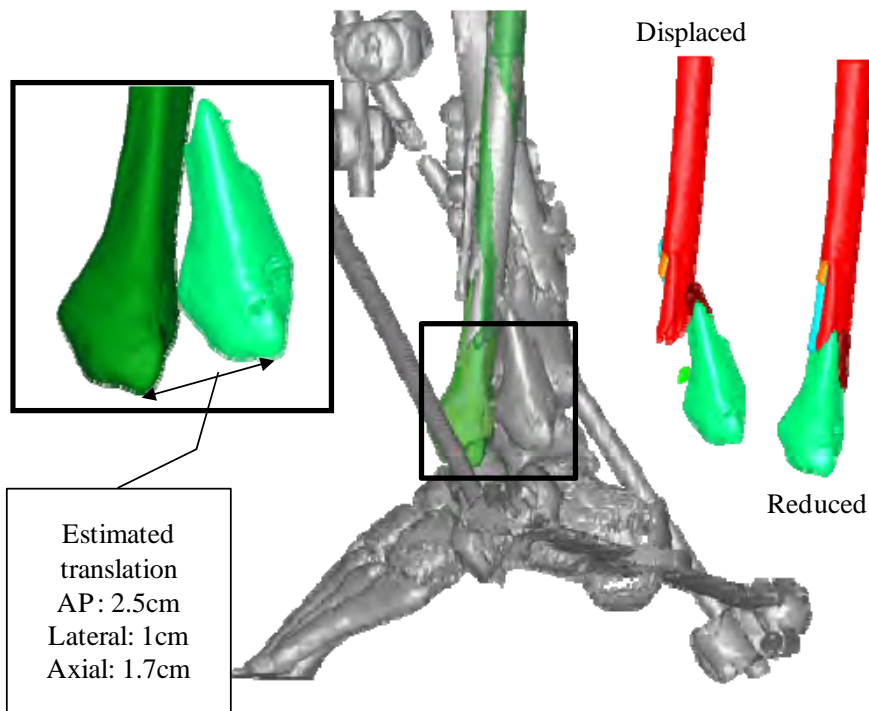 Displaced
Reduced
Estimated
translation
AP: 2.5cm
Lateral: 1cm
Axial: 1.7cm